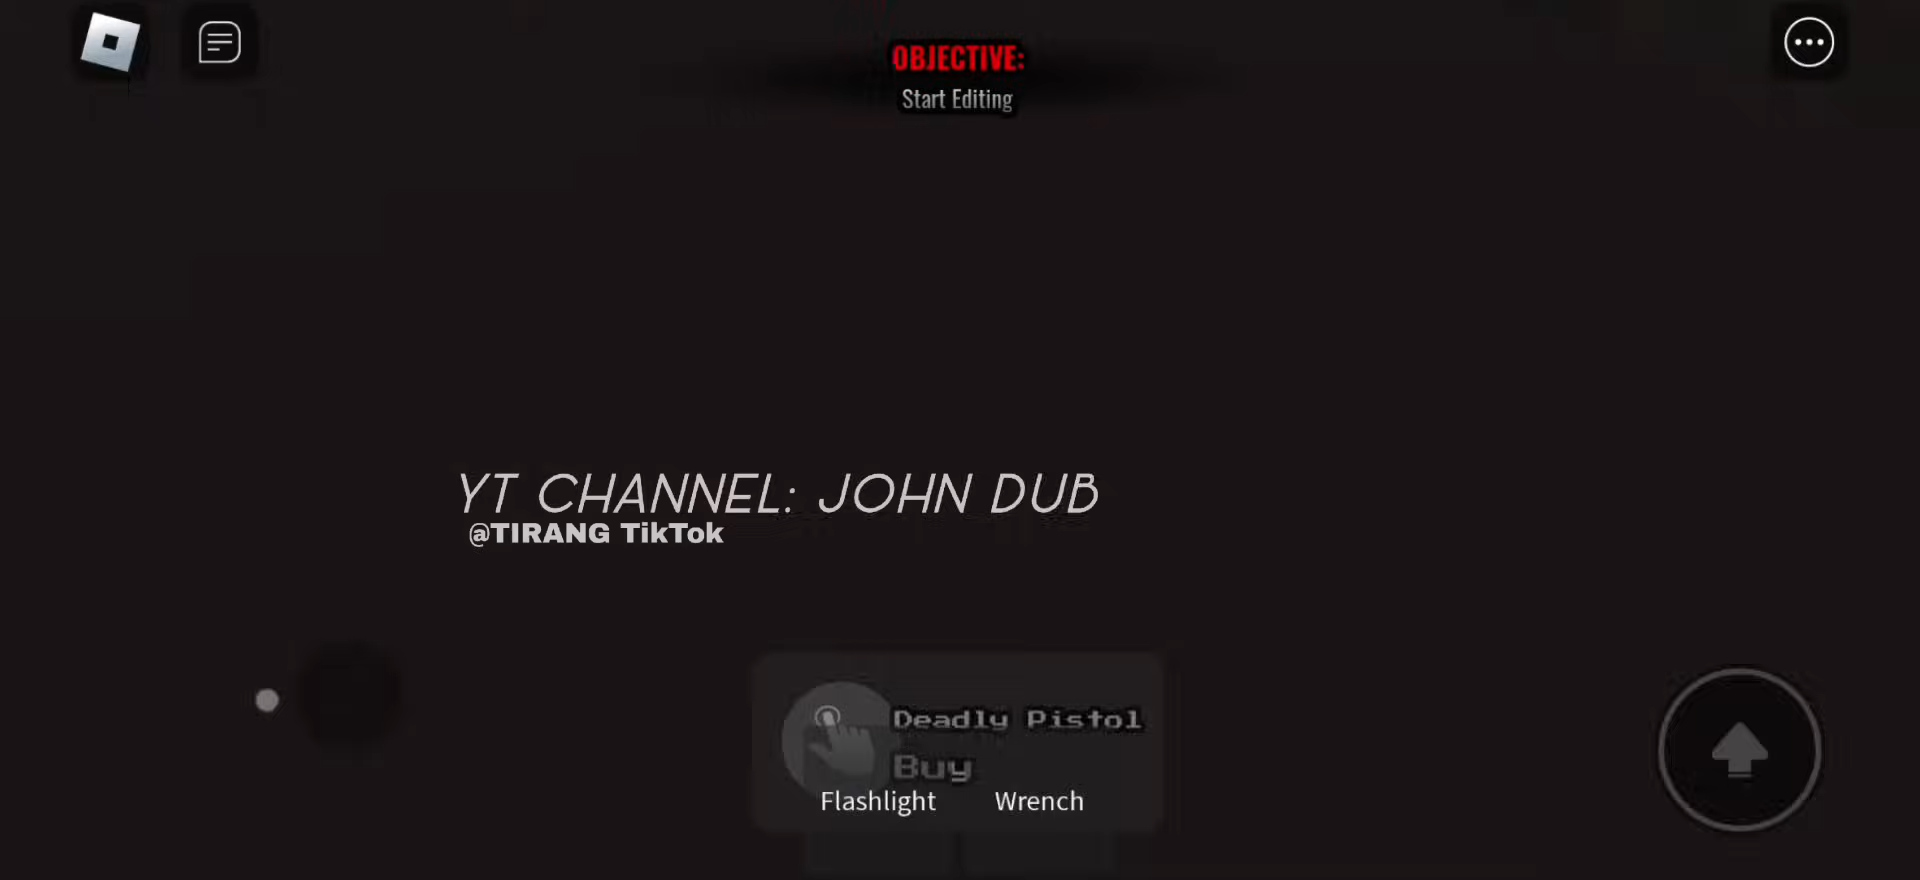 OBJECTIVE:
Start Editing
YT CHANNEL: JOHN DUB
@TIRANG TikTok
Deadly Pistol
Buy
Flashlight Wrench